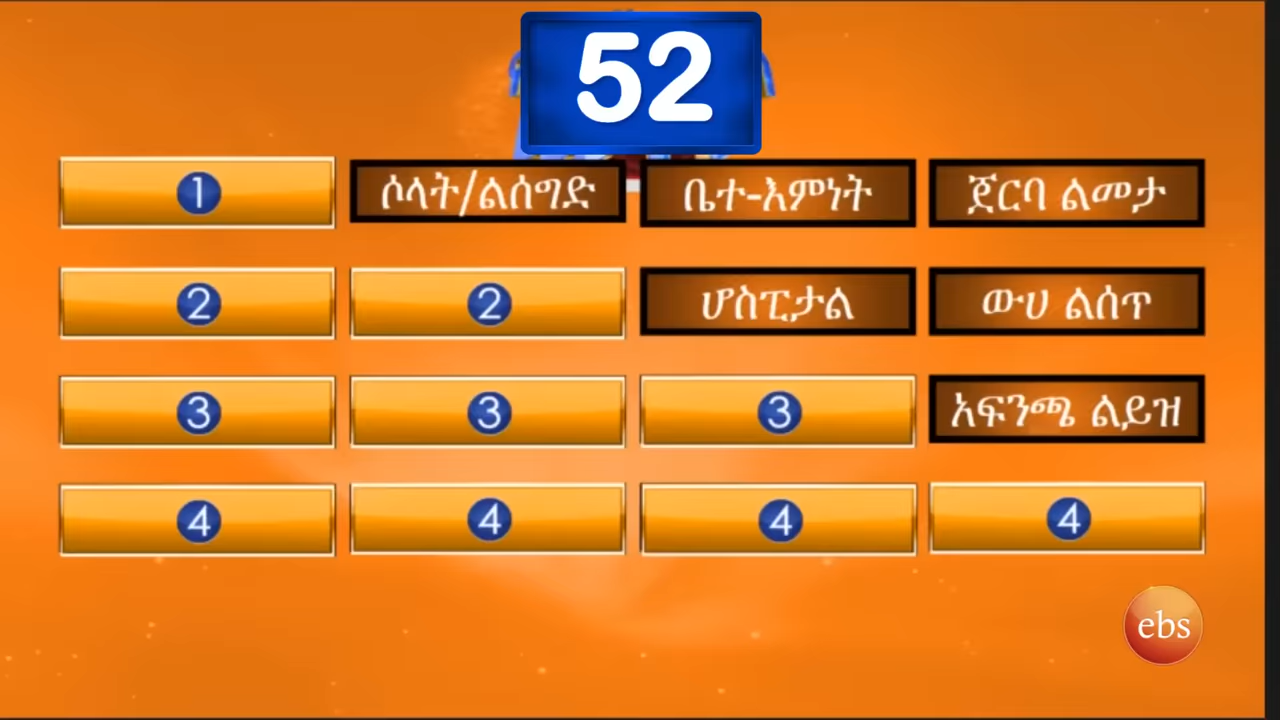 52
1 ሶላት/ልሰግድ ቤተ-እምነት ጀርባ ልመታ
2 2 ሆስፒታል ውሀ ልሰጥ
3 3 3 አፍንጫ ልይዝ
4 4 4 4
ebs